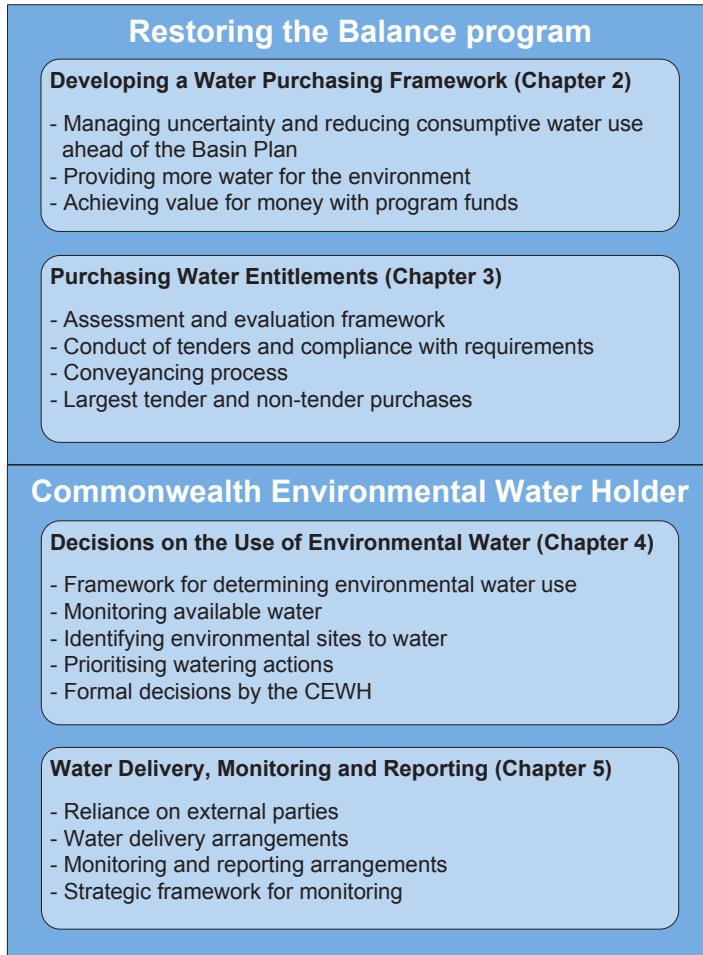 Restoring the Balance program
Developing a Water Purchasing Framework (Chapter 2)
- Managing uncertainty and reducing consumptive water use
ahead of the Basin Plan
- Providing more water for the environment
- Achieving value for money with program funds
Purchasing Water Entitlements (Chapter 3)
- Assessment and evaluation framework
- Conduct of tenders and compliance with requirements
- Conveyancing process
- Largest tender and non-tender purchases
Commonwealth Environmental Water Holder
Decisions on the Use of Environmental Water (Chapter 4)
- Framework for determining environmental water use
- Monitoring available water
- Identifying environmental sites to water
- Prioritising watering actions
- Formal decisions by the CEWH
Water Delivery, Monitoring and Reporting (Chapter 5)
- Reliance on external parties
- Water delivery arrangements
- Monitoring and reporting arrangements
- Strategic framework for monitoring